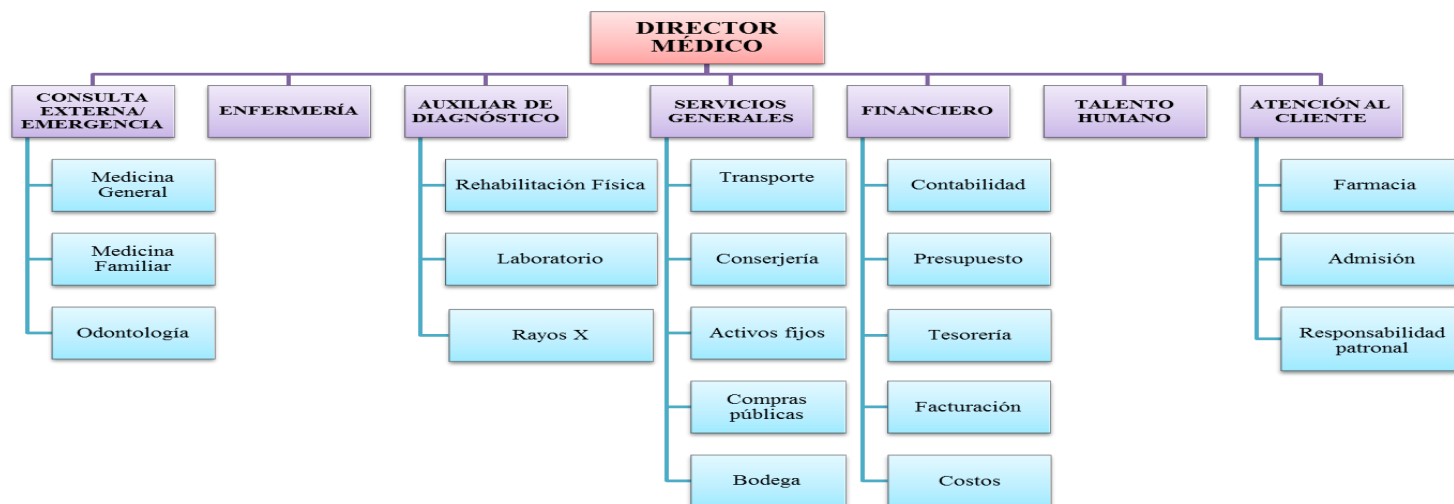 DIRECTOR
MÉDICO
CONSULTA
EXTERNA/
EMERGENCIA
ENFERMERÍA
AUXILIAR DE
DIAGNÓSTICO
SERVICIOS
GENERALES
FINANCIERO
TALENTO
HUMANO
ATENCIÓN AL
CLIENTE
Medicina
General
Medicina
Familiar
Odontología
Rehabilitación Física
Laboratorio
Rayos X
Transporte
Conserjería
Activos fijos
Compras
públicas
Bodega
Contabilidad
Presupuesto
Tesorería
Facturación
Costos
Farmacia
Admisión
Responsabilidad
patronal